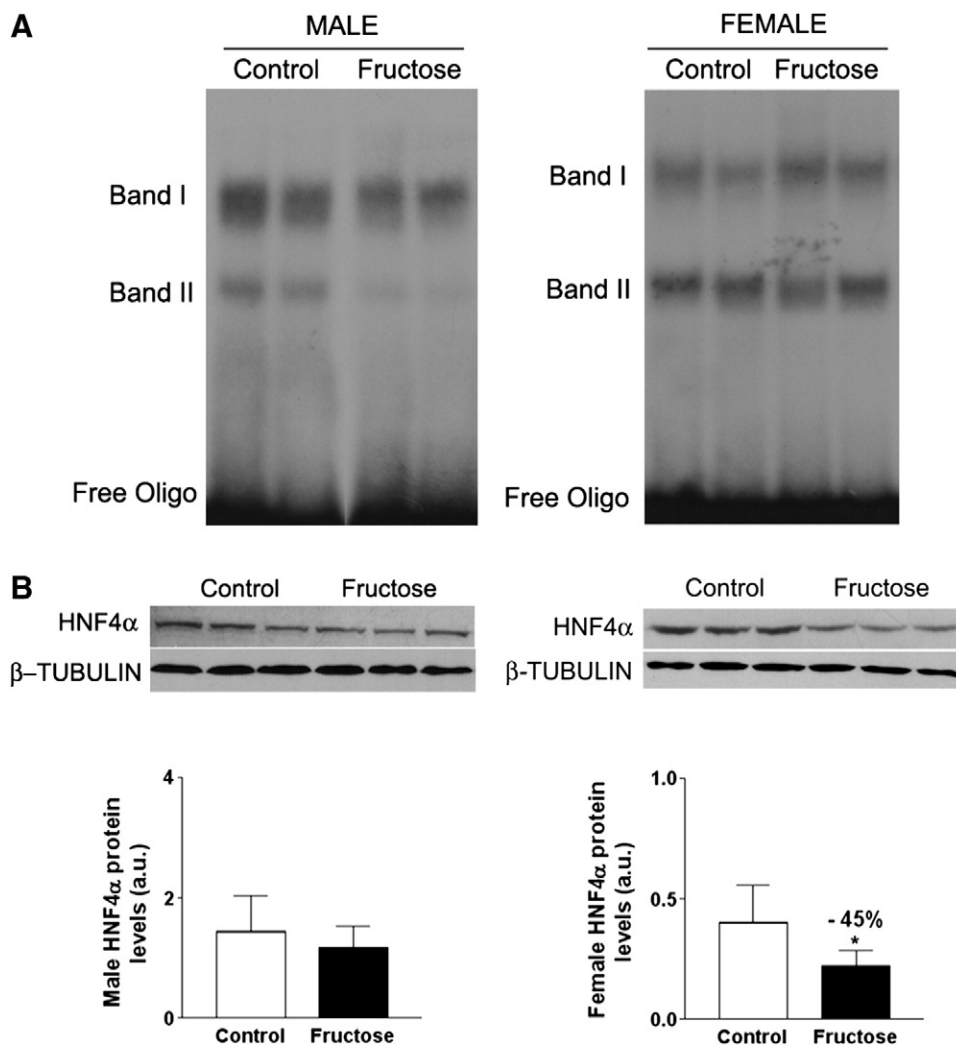 A
MALE
Control Fructose
Band I
Band II
Free Oligo
FEMALE
Control Fructose
Band I
Band II
Free Oligo
B
Control Fructose
HNF4α
β–TUBULIN
Control Fructose
HNF4α
β-TUBULIN
Male HNF4α protein
levels (a.u.)
4
2
0
Control Fructose
Female HNF4α protein
levels (a.u.)
1.0
0.5
0.0
- 45%
*
Control Fructose